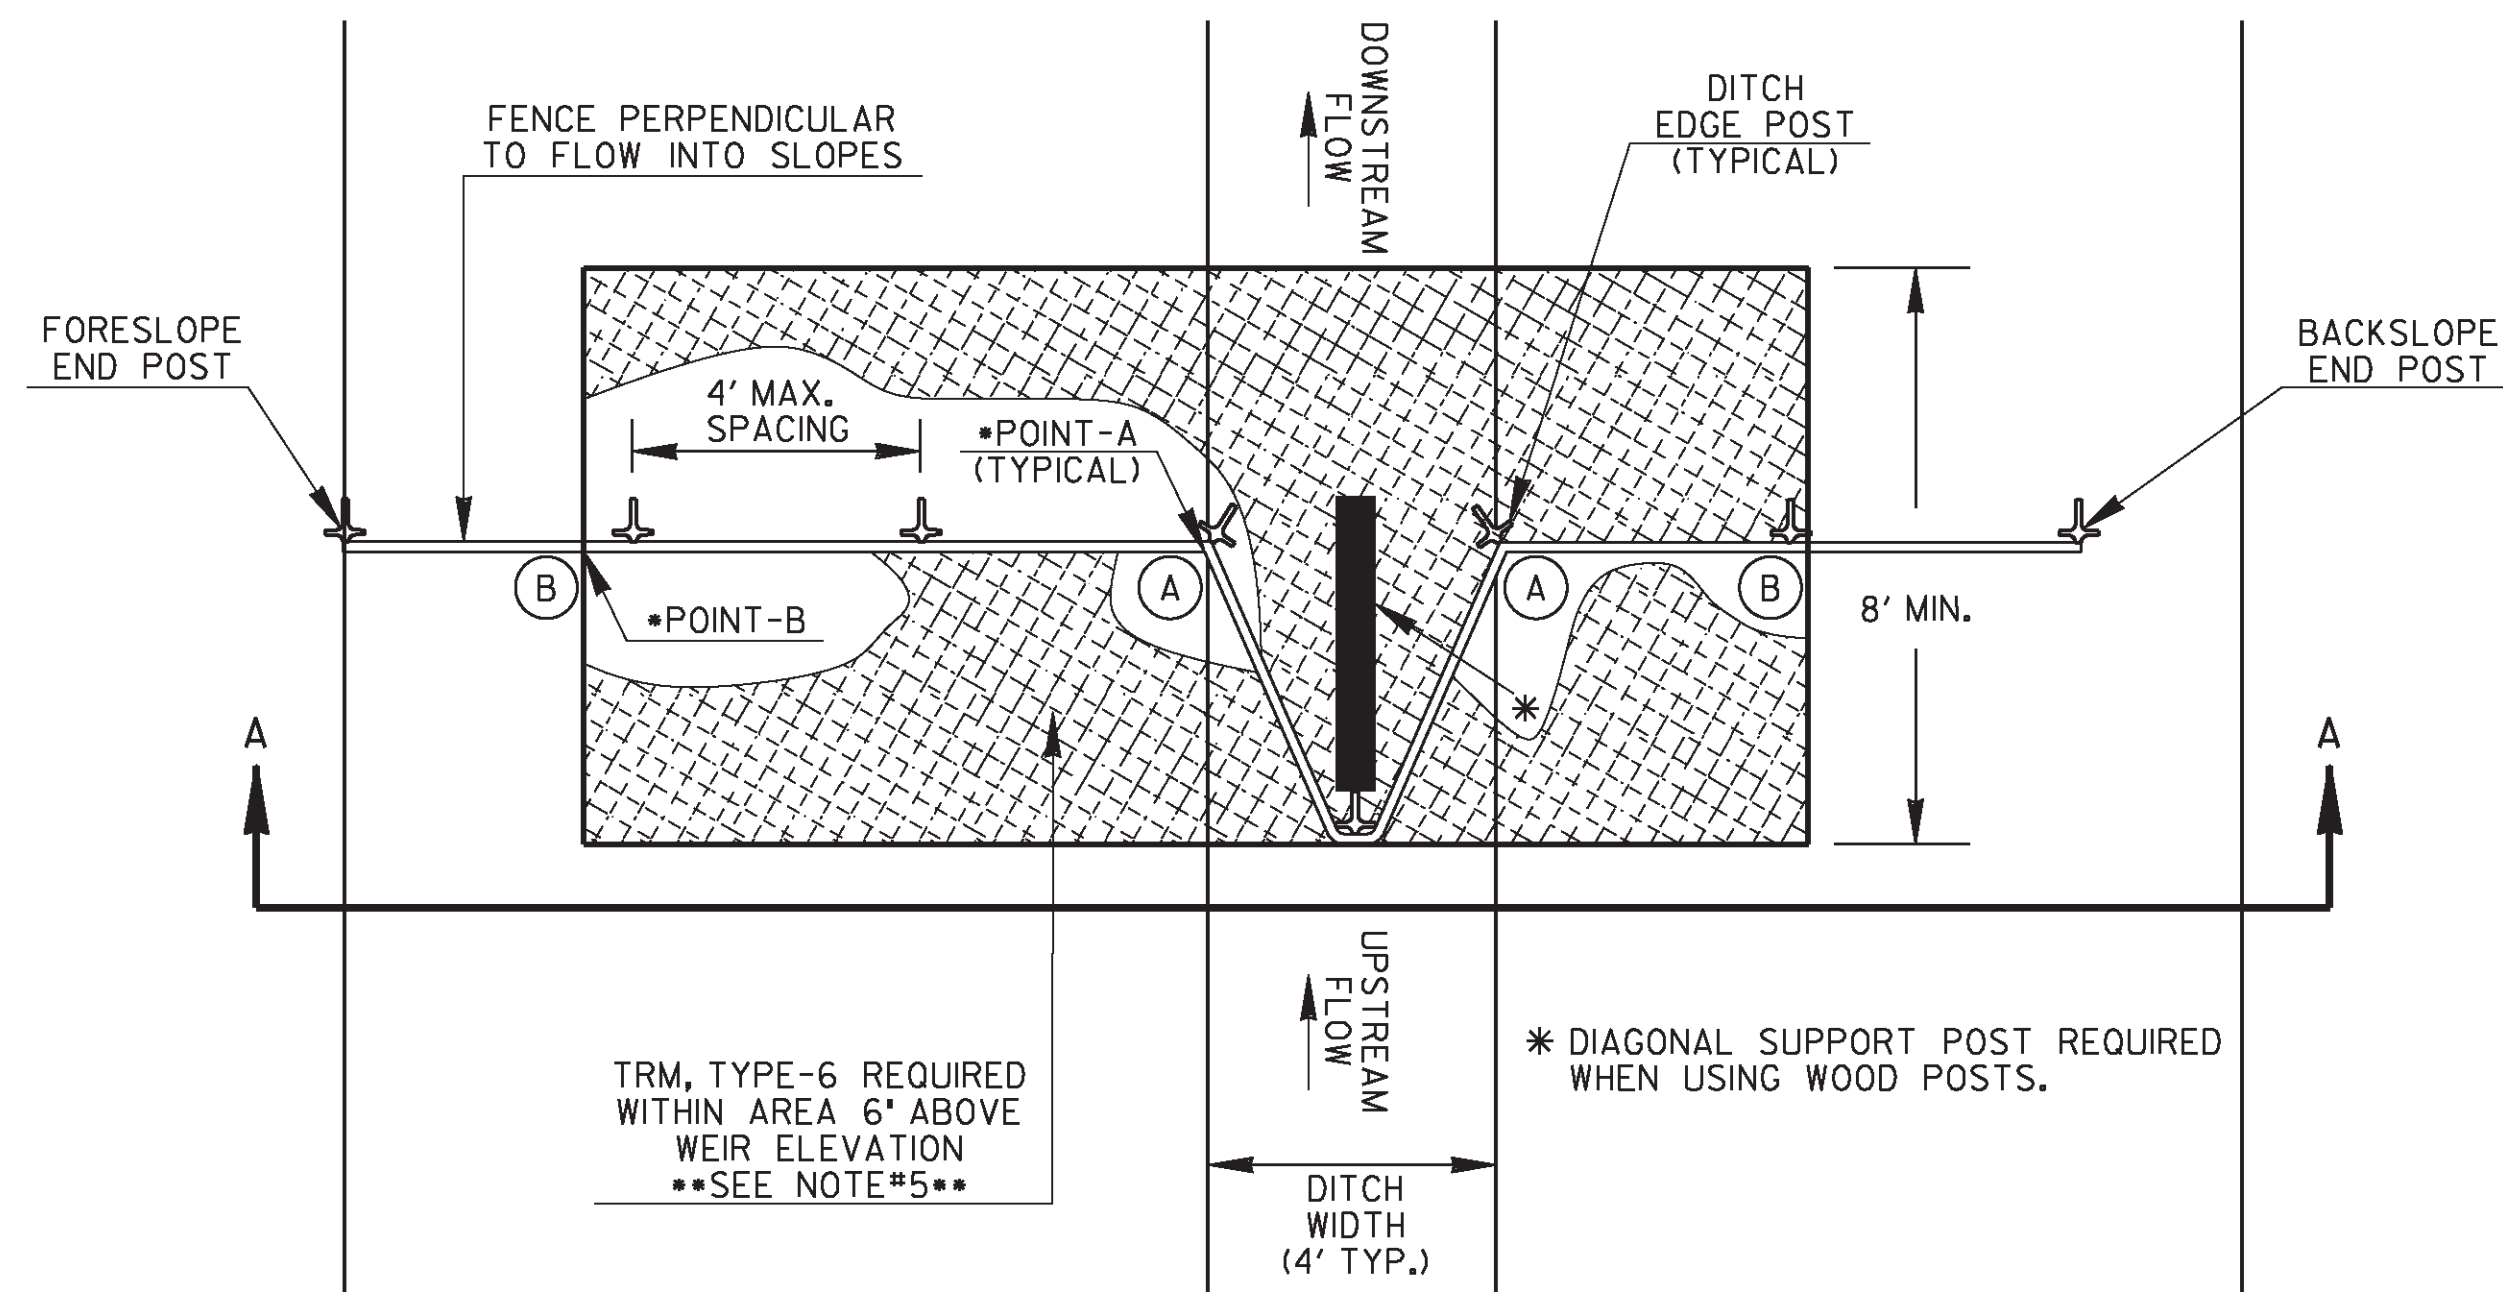 DOWNSTREAM
FLOW
DITCH
EDGE POST
(TYPICAL)
FENCE PERPENDICULAR
TO FLOW INTO SLOPES
FORESLOPE
END POST
BACKSLOPE
END POST
4' MAX.
SPACING
*POINT-A
(TYPICAL)
B
A
A
B
*POINT-B
8' MIN.
*
A
A
UPSTREAM
FLOW
* DIAGONAL SUPPORT POST REQUIRED
WHEN USING WOOD POSTS.
TRM, TYPE-6 REQUIRED
WITHIN AREA 6" ABOVE
WEIR ELEVATION
**SEE NOTE#5**
DITCH
WIDTH
(4' TYP.)